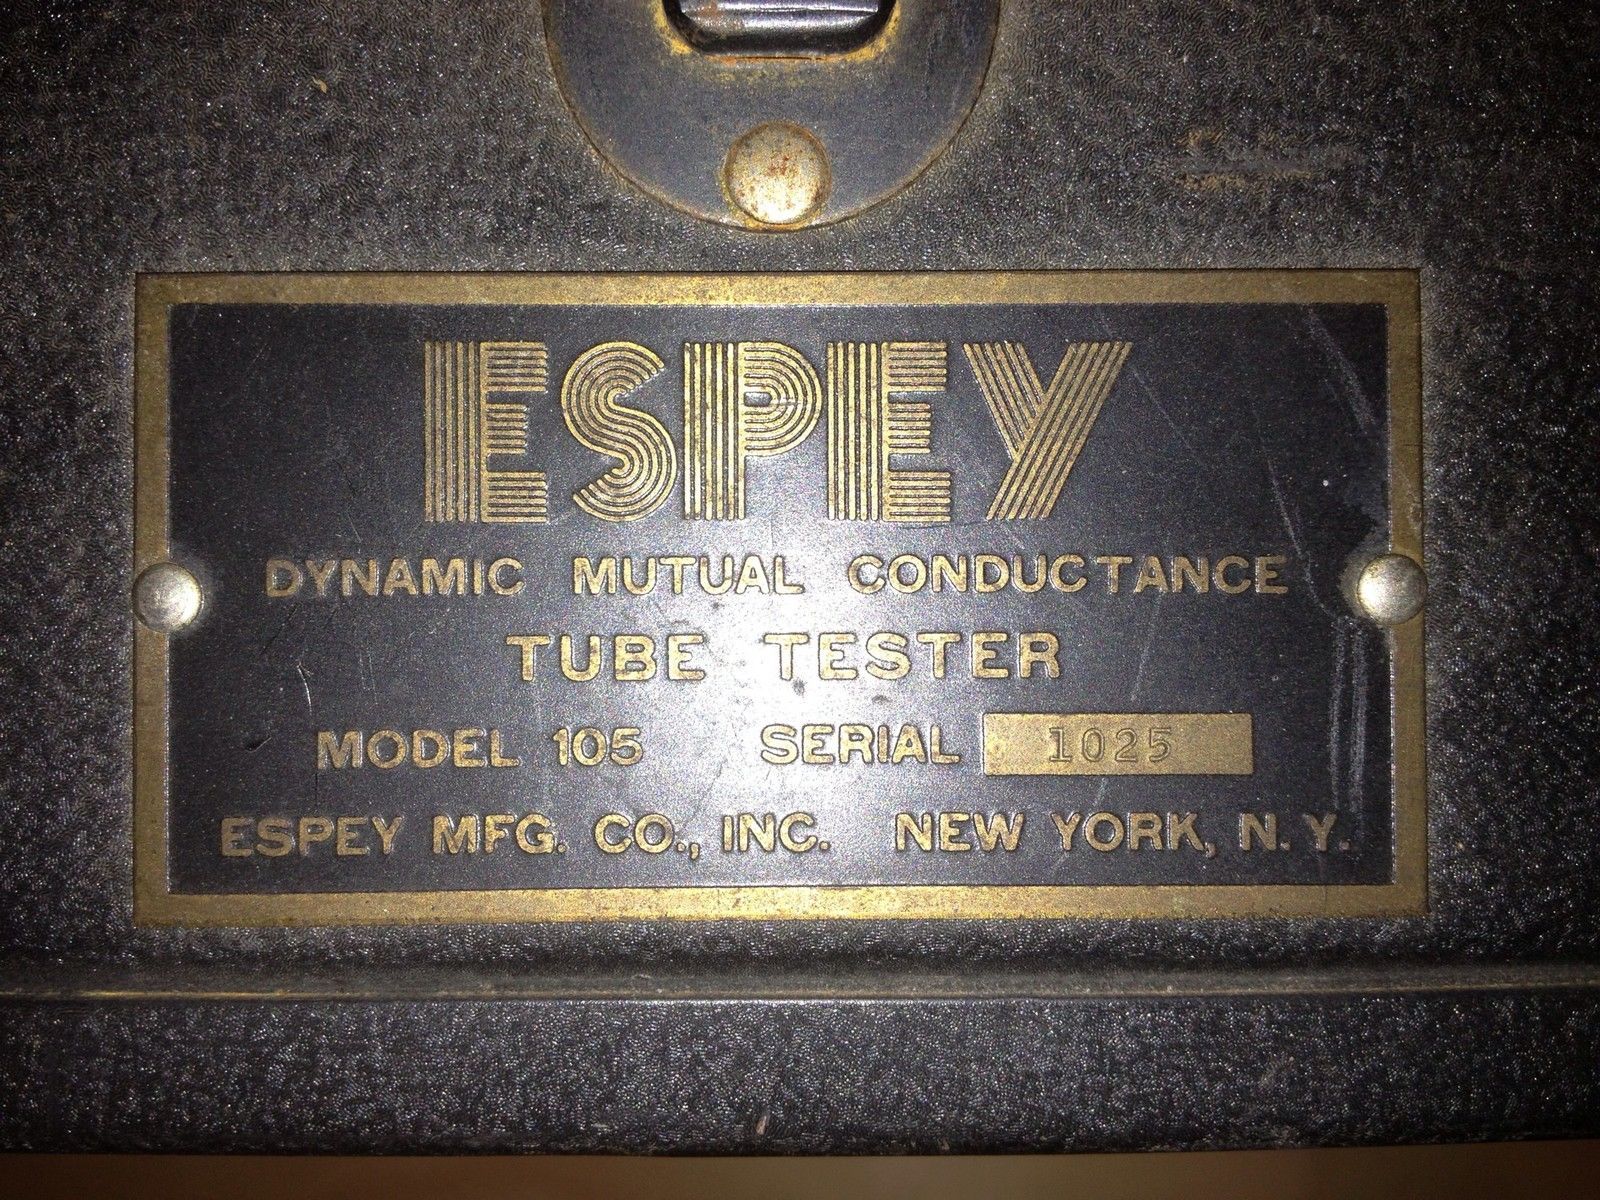 ESPEY
DYNAMIC MUTUAL CONDUCTANCE
TUBE TESTER
MODEL 105 SERIAL 1025
ESPEY MFG. CO., INC. NEW YORK, N.Y.